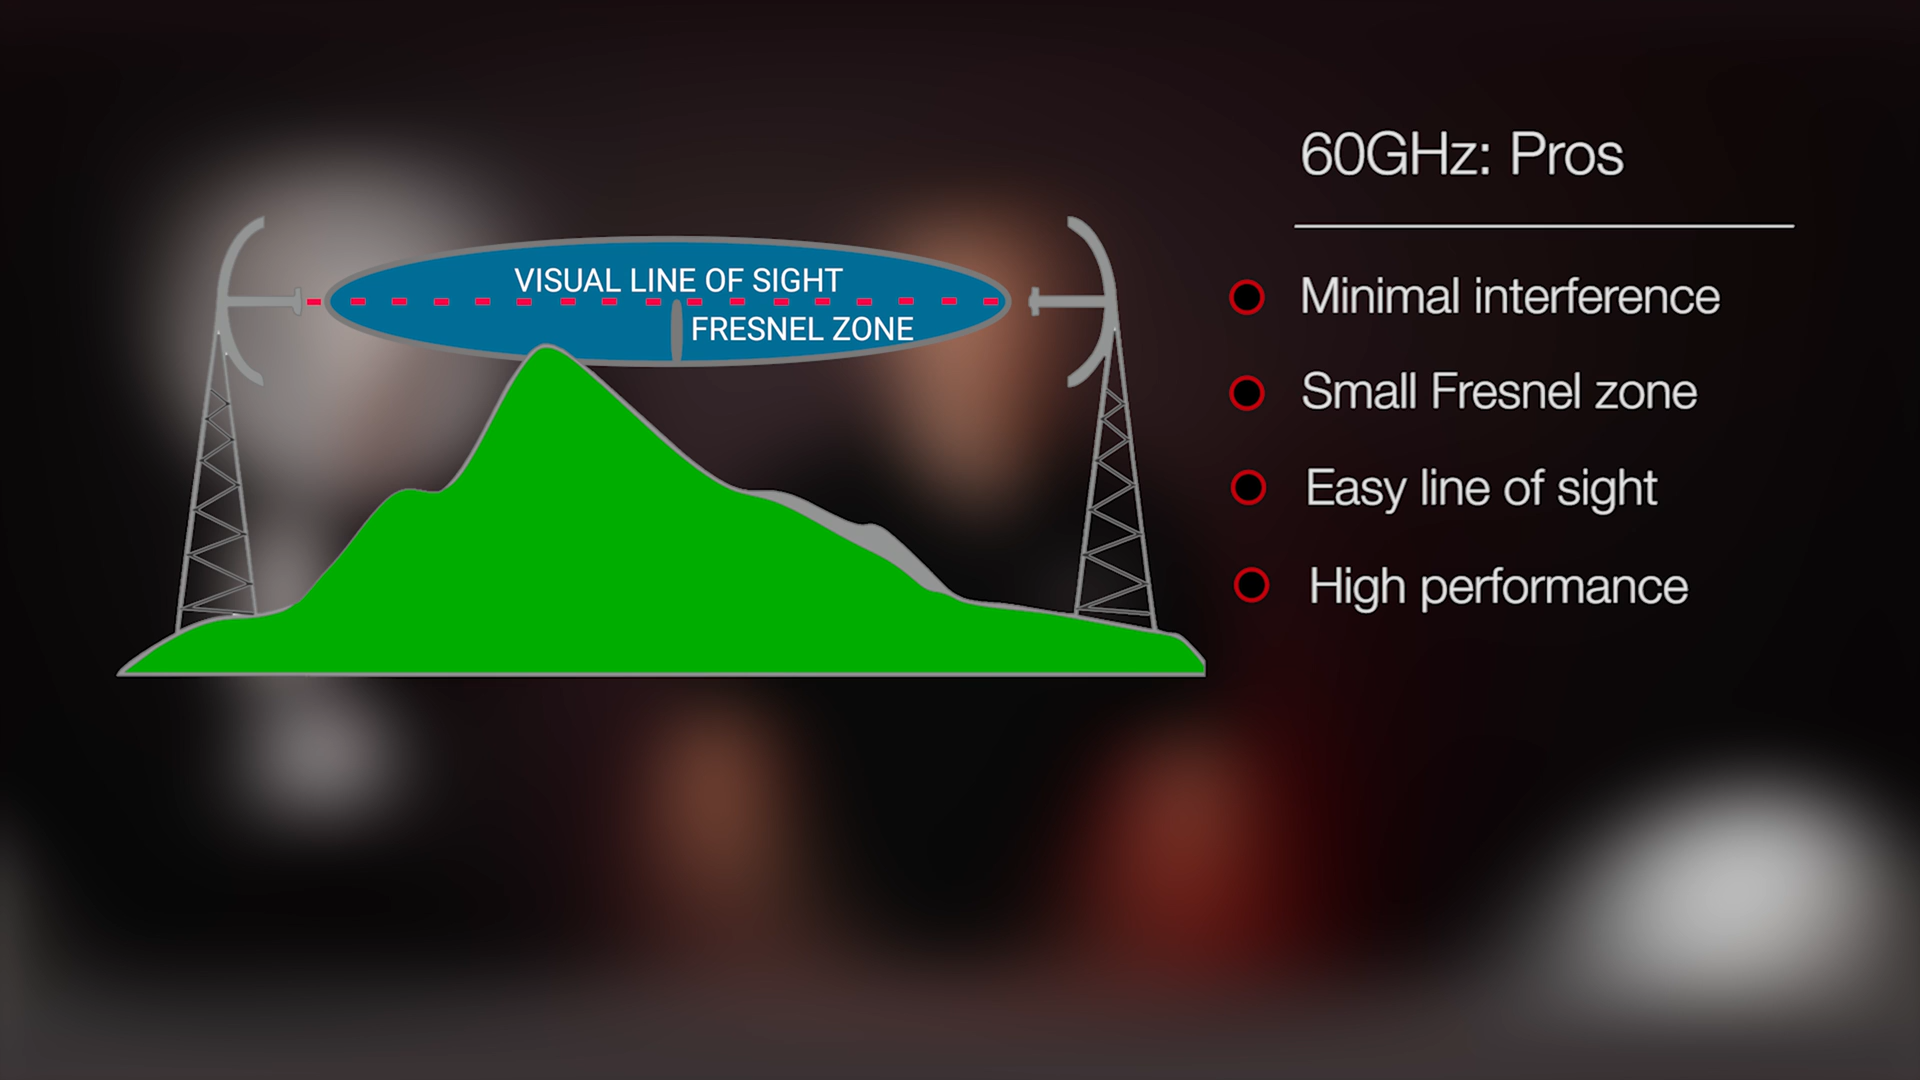 VISUAL LINE OF SIGHT
FRESNEL ZONE
60GHz: Pros
Minimal interference
Small Fresnel zone
Easy line of sight
High performance